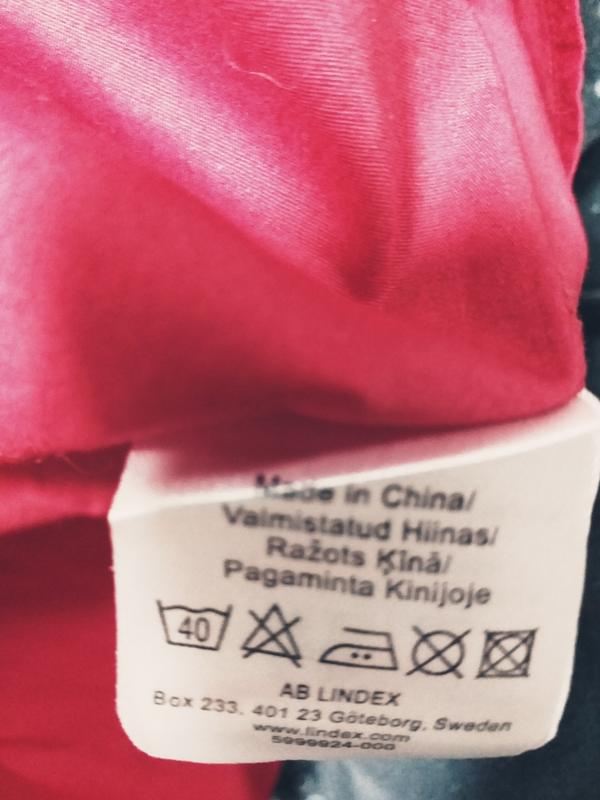 Made in China/
Valmistatud Hiinas/
Ražots Ķīnā/
Pagaminta Kinijoje
40
AB LINDEX
Box 233, 401 23 Göteborg, Sweden
www.lindex.com
5999924-000